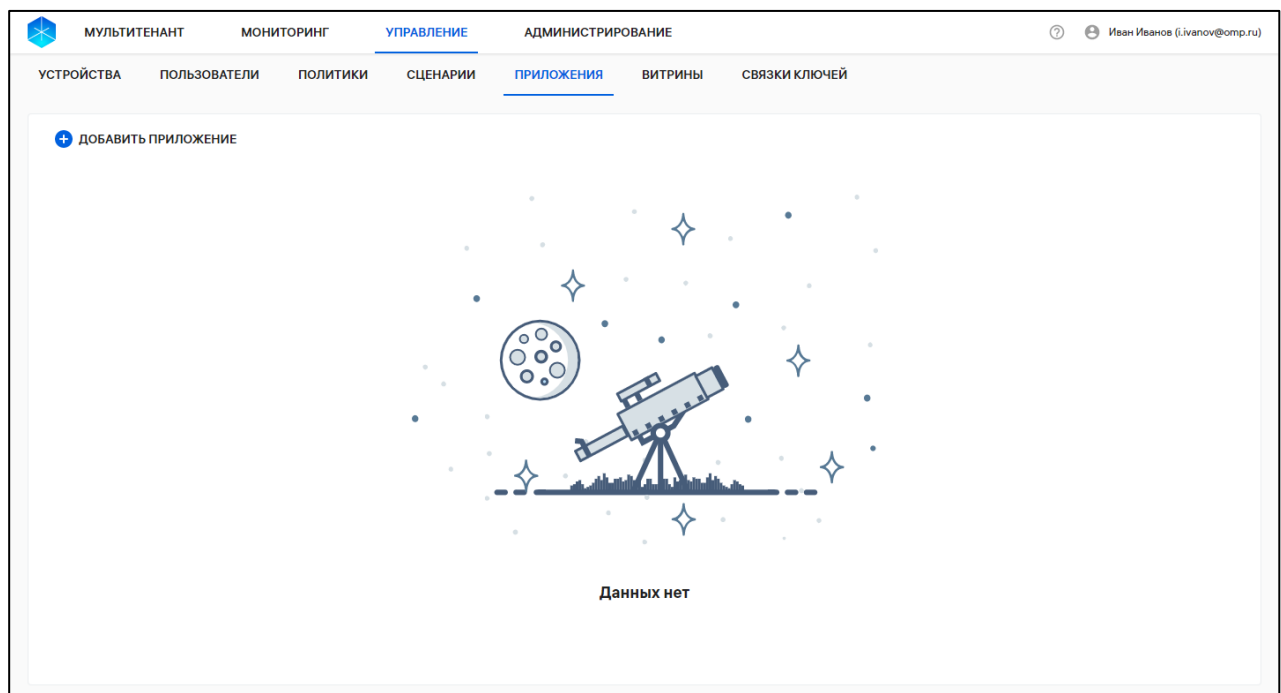 МУЛЬТИТЕНАНТ МОНИТОРИНГ УПРАВЛЕНИЕ АДМИНИСТРИРОВАНИЕ ? Иван Иванов (i.ivanov@omp.ru)
УСТРОЙСТВА ПОЛЬЗОВАТЕЛИ ПОЛИТИКИ СЦЕНАРИИ ПРИЛОЖЕНИЯ ВИТРИНЫ СВЯЗКИ КЛЮЧЕЙ
ДОБАВИТЬ ПРИЛОЖЕНИЕ
Данных нет